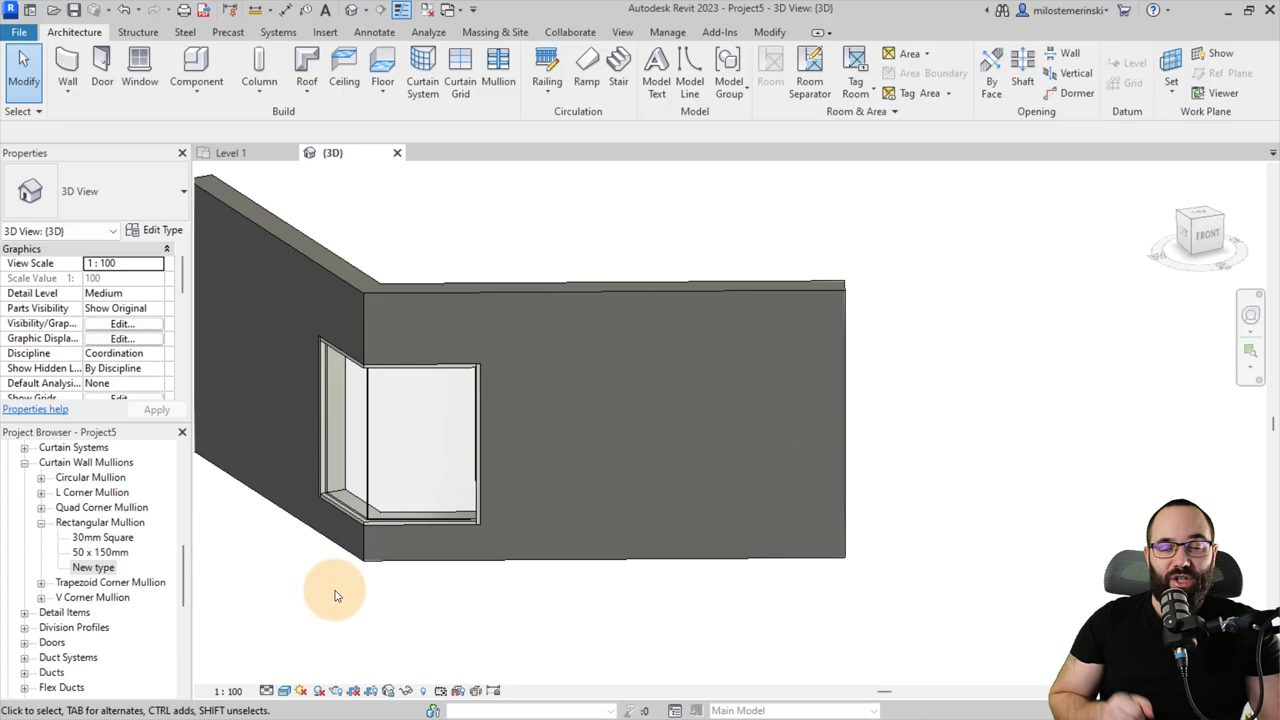 Autodesk Revit 2023 - Project5 - 3D View: {3D}
milostemerinski
File Architecture Structure Steel Precast Systems Insert Annotate Analyze Massing & Site Collaborate View Manage Add-Ins Modify
Modify
Wall
Door
Window
Component
Column
Roof
Ceiling
Floor
Curtain
System
Curtain
Grid
Mullion
Railing
Ramp
Stair
Model
Text
Model
Line
Model
Group
Room
Room
Separator
Tag
Room
Area
Area Boundary
Tag Area
By
Face
Shaft
Wall
Vertical
Dormer
Level
Grid
Set
Show
Ref Plane
Viewer
Select
Build
Circulation
Model
Room & Area
Opening
Datum
Work Plane
Properties
Level 1
{3D}
3D View
3D View: {3D}
Edit Type
Graphics
View Scale 1 : 100
Scale Value 1: 100
Detail Level Medium
Parts Visibility Show Original
Visibility/Grap... Edit...
Graphic Displa... Edit...
Discipline Coordination
Show Hidden L... By Discipline
Default Analysi... None
Properties help
Apply
Project Browser - Project5
Curtain Systems
Curtain Wall Mullions
Circular Mullion
L Corner Mullion
Quad Corner Mullion
Rectangular Mullion
30mm Square
50 x 150mm
New type
Trapezoid Corner Mullion
V Corner Mullion
Detail Items
Division Profiles
Doors
Duct Systems
Ducts
Flex Ducts
FRONT
1 : 100
Click to select, TAB for alternates, CTRL adds, SHIFT unselects.
:0
Main Model